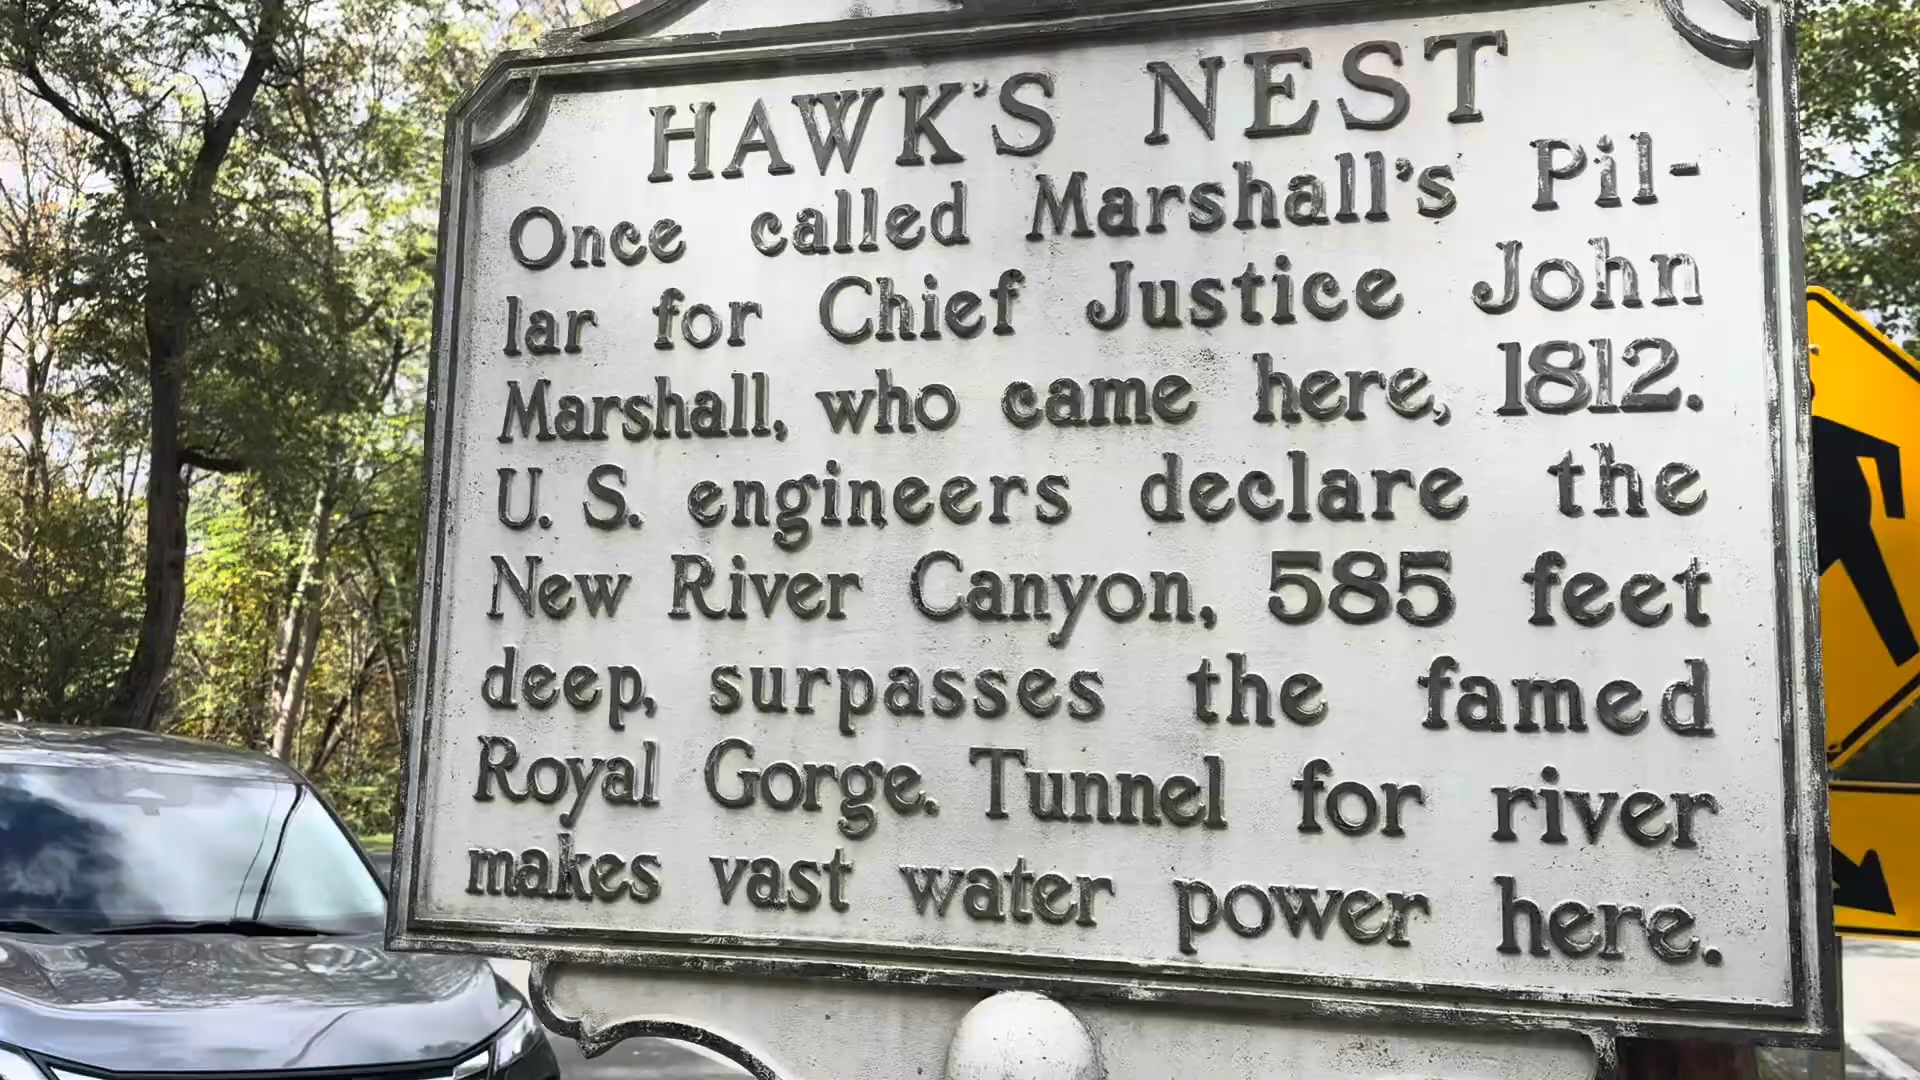 HAWK'S NEST
Once called Marshall's Pil-
lar for Chief Justice John
Marshall, who came here, 1812.
U. S. engineers declare the
New River Canyon, 585 feet
deep, surpasses the famed
Royal Gorge. Tunnel for river
makes vast water power here.